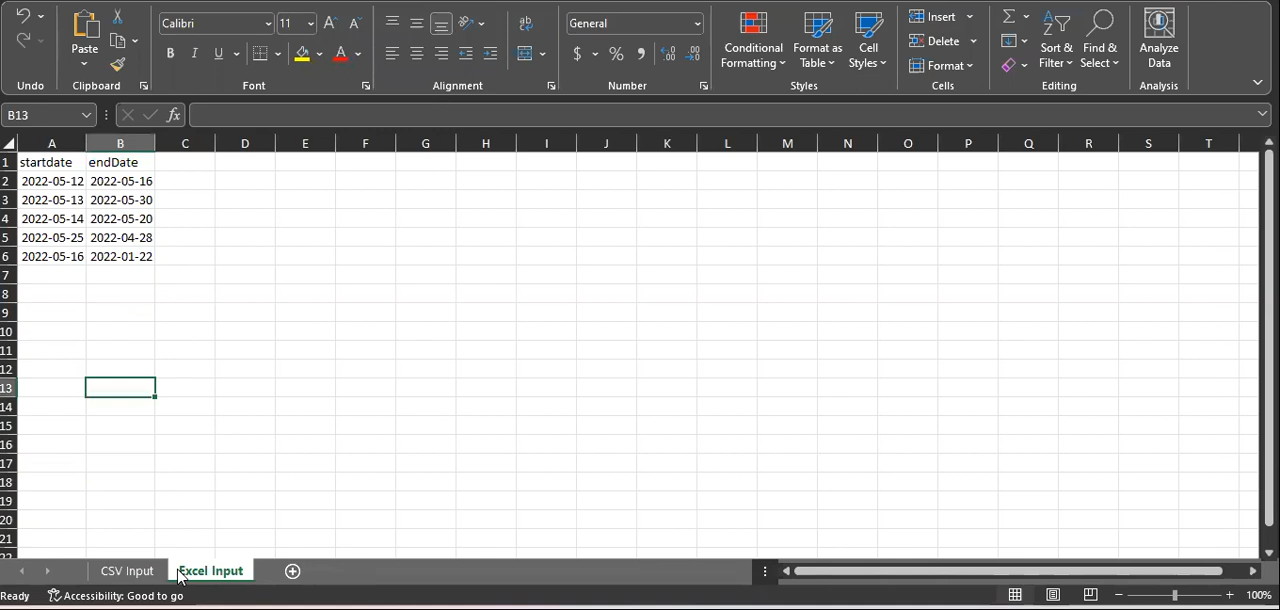 Calibri 11 General
Paste Conditional Formatting Format as Table Cell Styles Insert Delete Format Sort & Filter Find & Select Analyze Data
B I U A $ % ,
Undo Clipboard Font Alignment Number Styles Cells Editing Analysis
B13 fx
A B C D E F G H I J K L M N O P Q R S T
1 startdate endDate
2 2022-05-12 2022-05-16
3 2022-05-13 2022-05-30
4 2022-05-14 2022-05-20
5 2022-05-25 2022-04-28
6 2022-05-16 2022-01-22
7
8
9
10
11
12
13
14
15
16
17
18
19
20
21
22
CSV Input Excel Input
Ready Accessibility: Good to go 100%